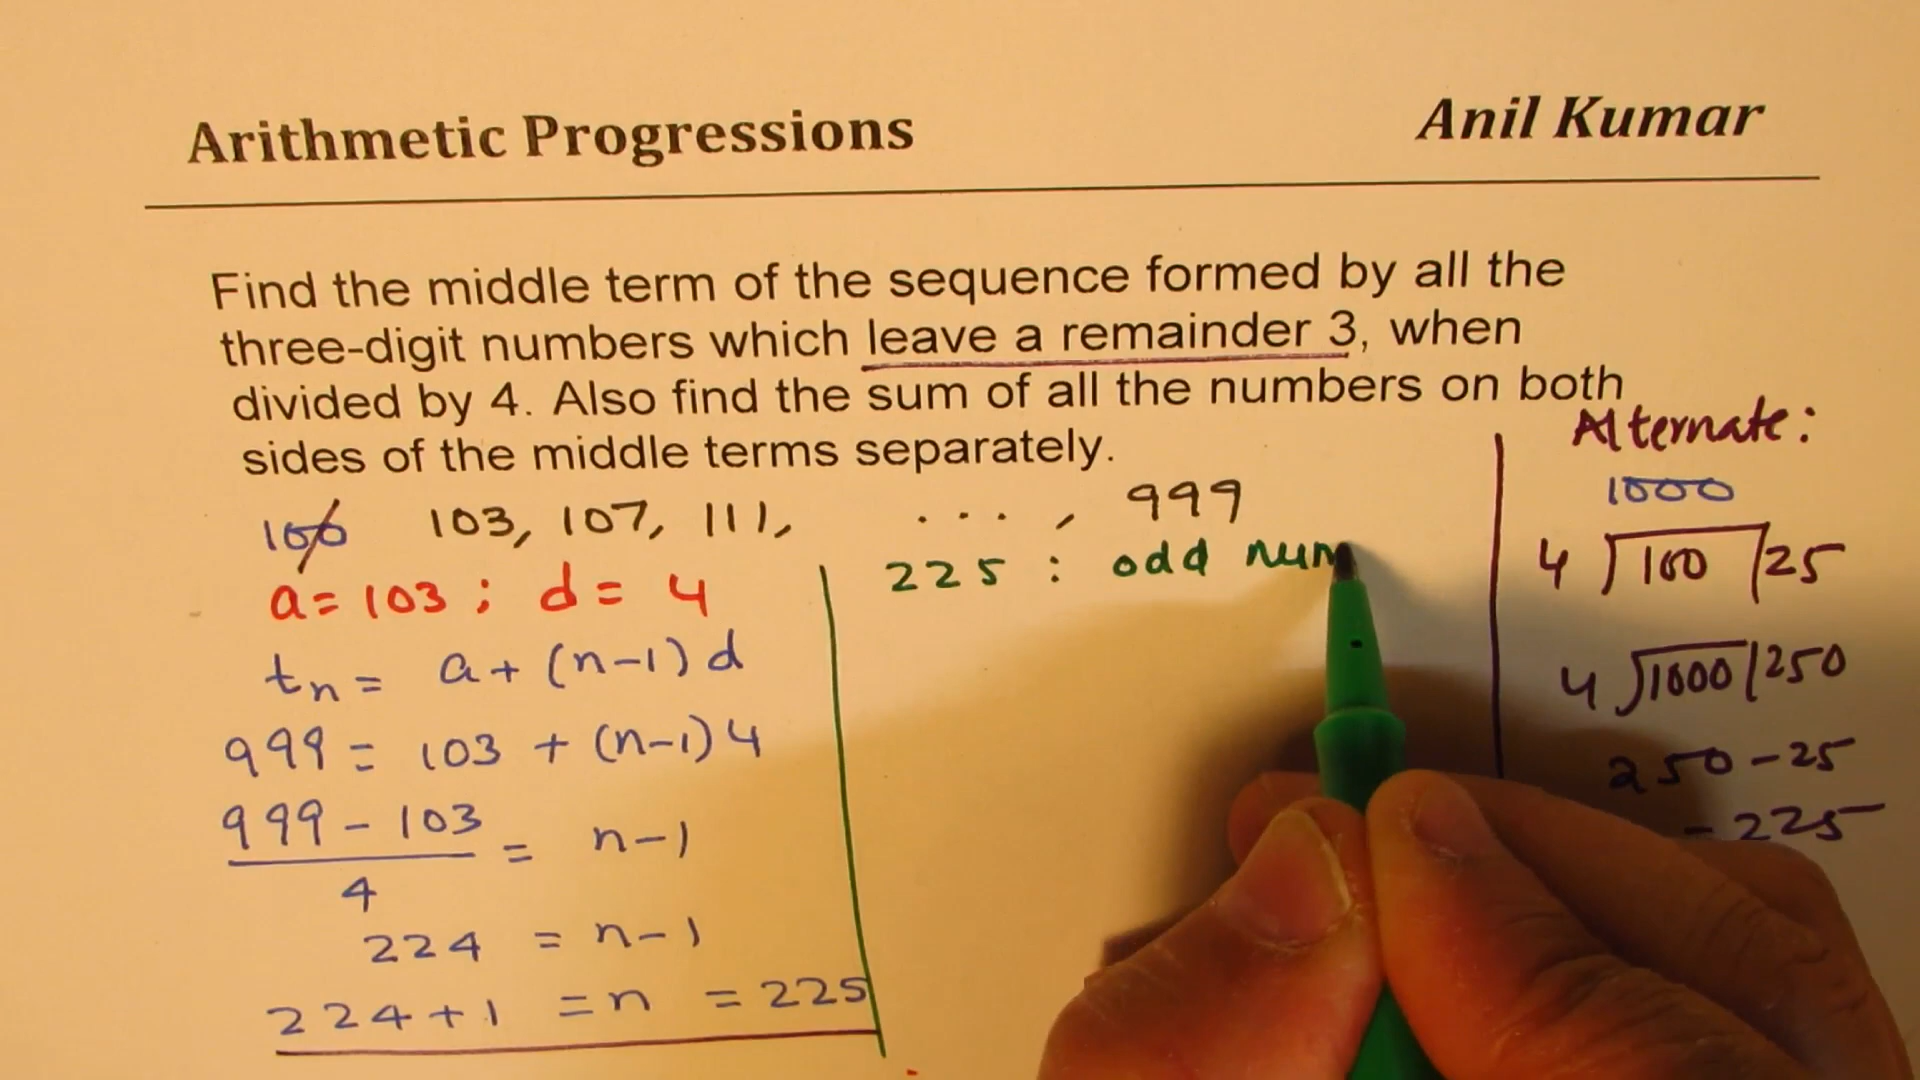 Arithmetic Progressions
Anil Kumar
Find the middle term of the sequence formed by all the
three-digit numbers which leave a remainder 3, when
divided by 4. Also find the sum of all the numbers on both
sides of the middle terms separately.
100 103, 107, 111, ..., 999
a = 103 ; d = 4
tn = a + (n-1) d
999 = 103 + (n-1) 4
999 - 103
4
= n-1
224 = n-1
224+1 = n = 225
225 : odd num
Alternate:
1000
4 ) 100 / 25
4 ) 1000 / 250
250 - 25
= 225